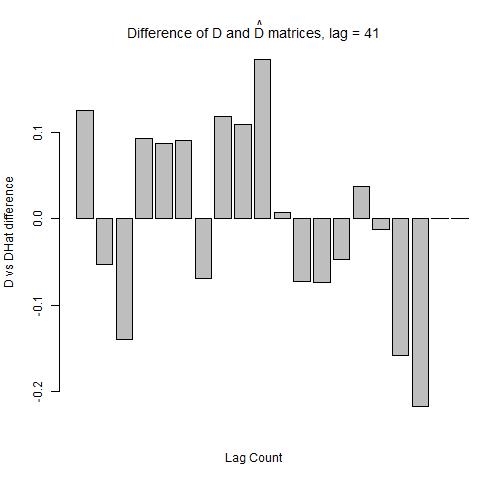 Difference of D and D̂ matrices, lag = 41
0.1
0.0
-0.1
-0.2
D vs DHat difference
Lag Count